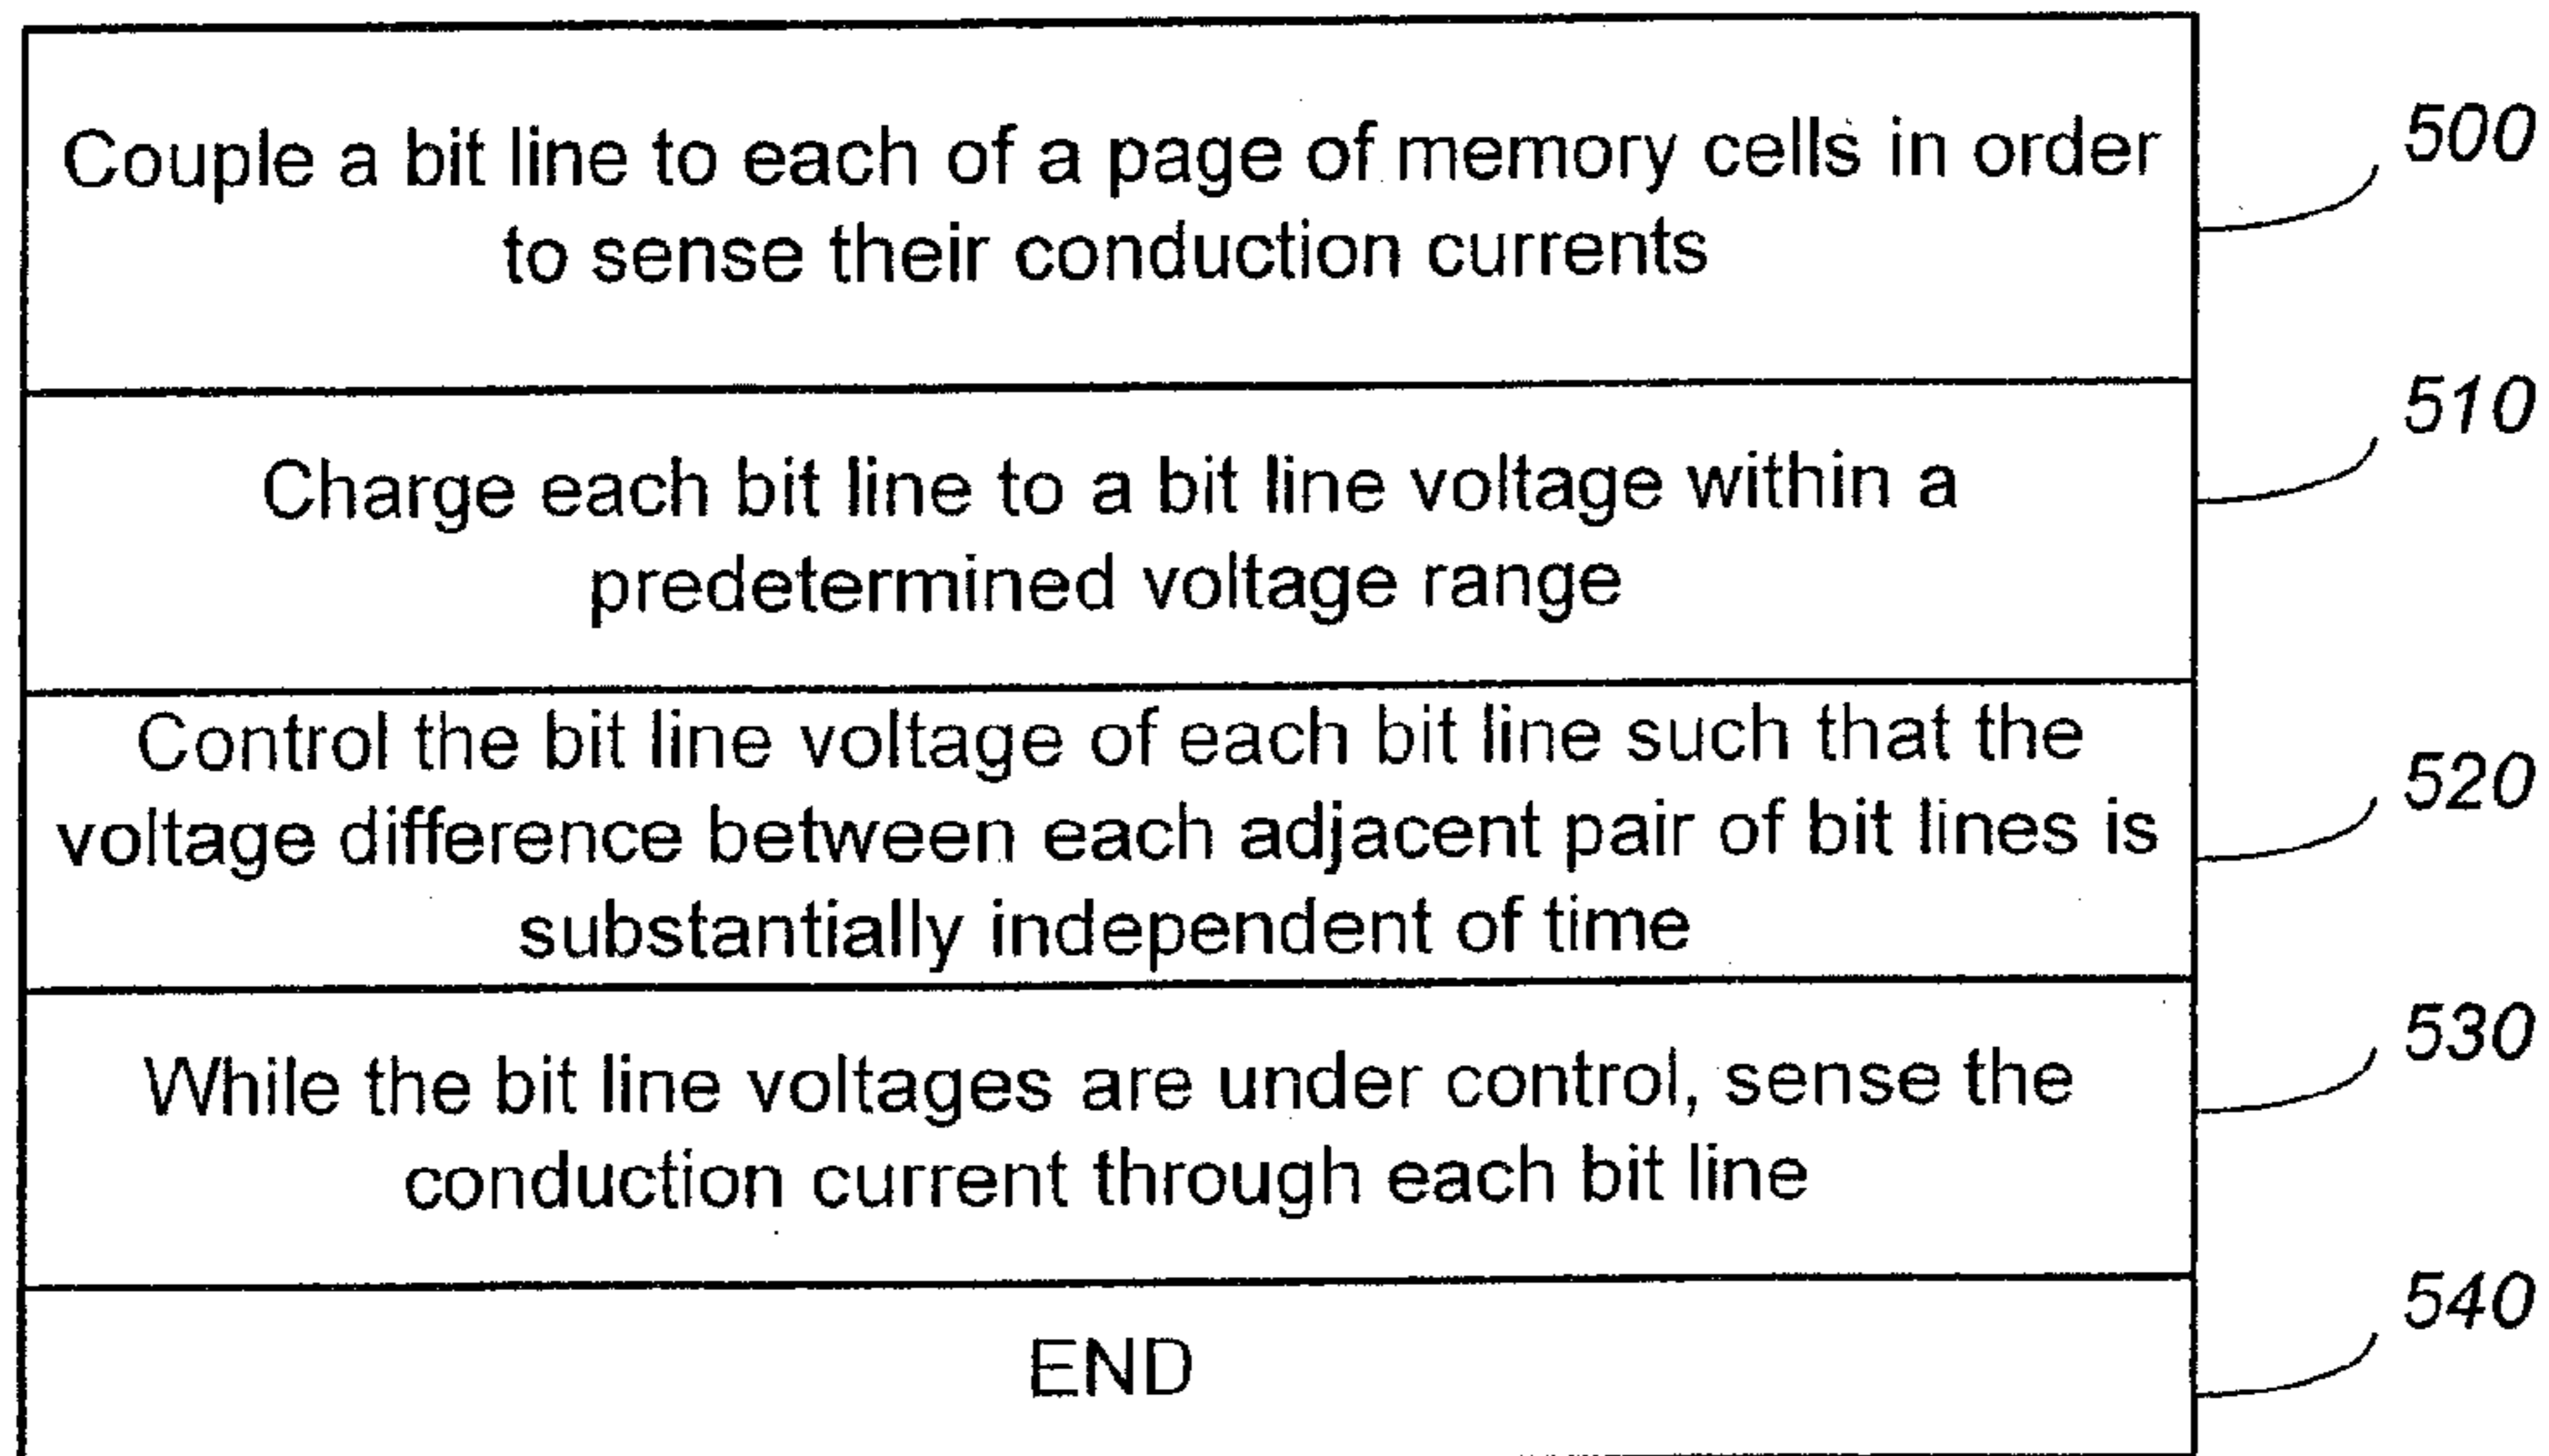 Couple a bit line to each of a page of memory cells in order
to sense their conduction currents
500
Charge each bit line to a bit line voltage within a
predetermined voltage range
510
Control the bit line voltage of each bit line such that the
voltage difference between each adjacent pair of bit lines is
substantially independent of time
520
While the bit line voltages are under control, sense the
conduction current through each bit line
530
END
540